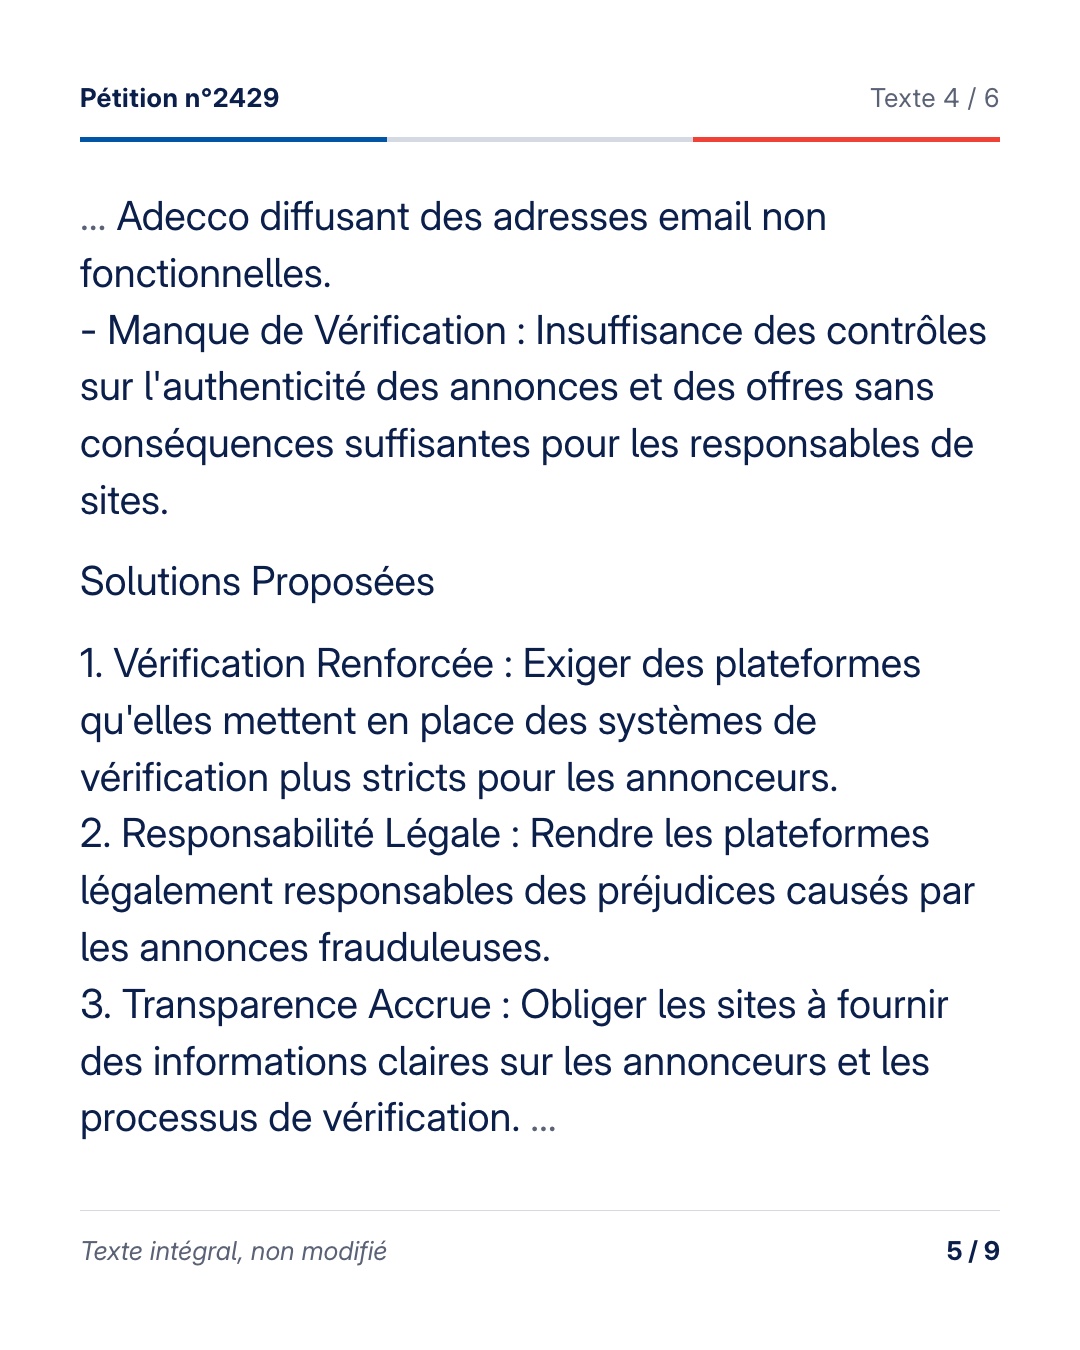 Pétition n°2429
Texte 4 / 6
... Adecco diffusant des adresses email non
fonctionnelles.
- Manque de Vérification : Insuffisance des contrôles
sur l'authenticité des annonces et des offres sans
conséquences suffisantes pour les responsables de
sites.
Solutions Proposées
1. Vérification Renforcée : Exiger des plateformes
qu'elles mettent en place des systèmes de
vérification plus stricts pour les annonceurs.
2. Responsabilité Légale : Rendre les plateformes
légalement responsables des préjudices causés par
les annonces frauduleuses.
3. Transparence Accrue : Obliger les sites à fournir
des informations claires sur les annonceurs et les
processus de vérification. ...
Texte intégral, non modifié
5 / 9